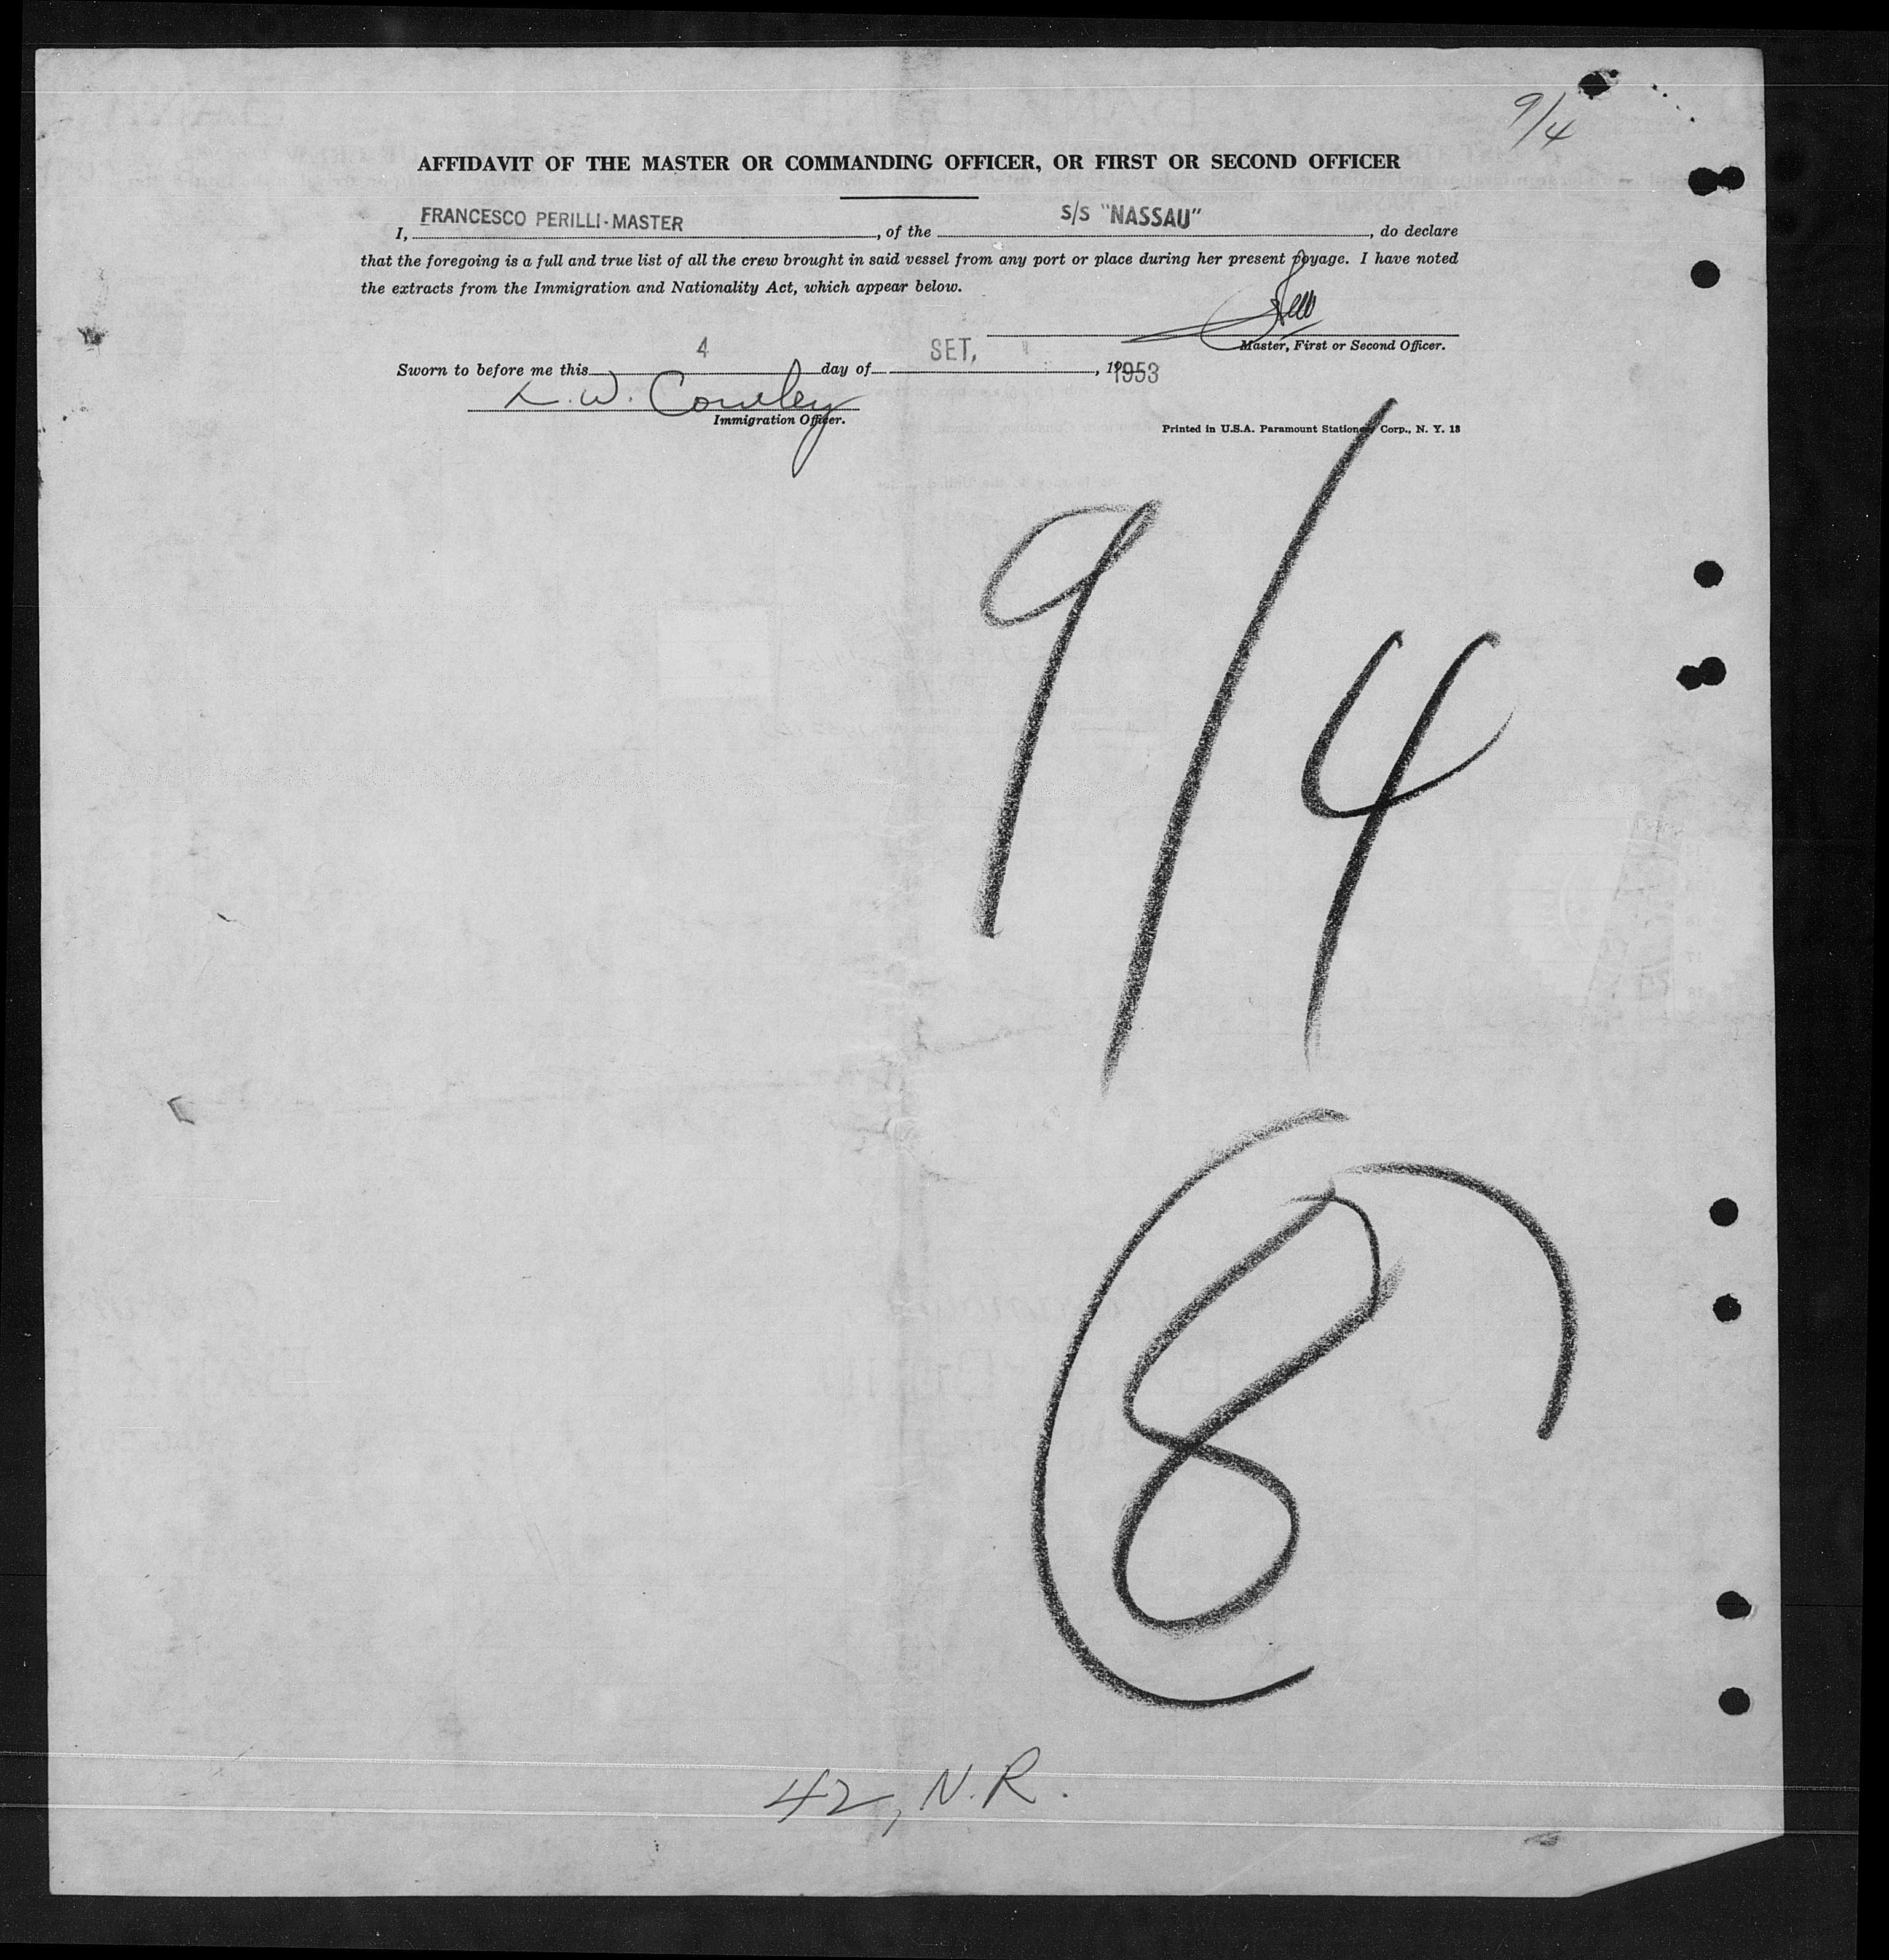 9/4
AFFIDAVIT OF THE MASTER OR COMMANDING OFFICER, OR FIRST OR SECOND OFFICER
I, FRANCESCO PERILLI-MASTER, of the S/S "NASSAU", do declare
that the foregoing is a full and true list of all the crew brought in said vessel from any port or place during her present voyage. I have noted
the extracts from the Immigration and Nationality Act, which appear below.
Master, First or Second Officer.
Sworn to before me this 4 day of SET, 1953
L. W. Cowley
Immigration Officer.
Printed in U.S.A. Paramount Stationery Corp., N. Y. 13
9/4
8
42, N.R.